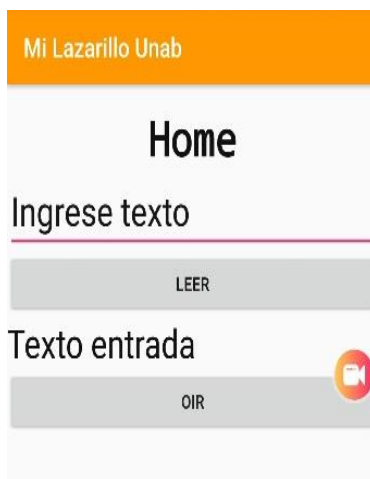 Mi Lazarillo Unab
Home
Ingrese texto
LEER
Texto entrada
OIR